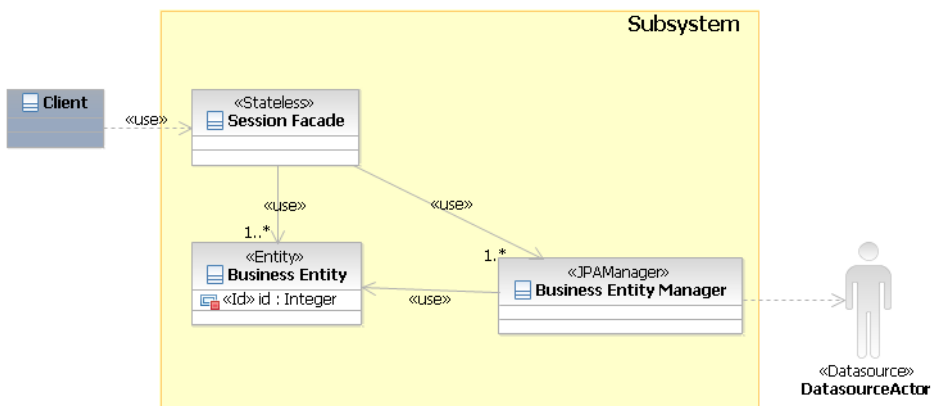 Subsystem
Client
«use»
«Stateless»
Session Facade
«use»
«use»
1..*
1.*
«Entity»
Business Entity
«Id» id : Integer
«use»
«JPAManager»
Business Entity Manager
«Datasource»
DatasourceActor